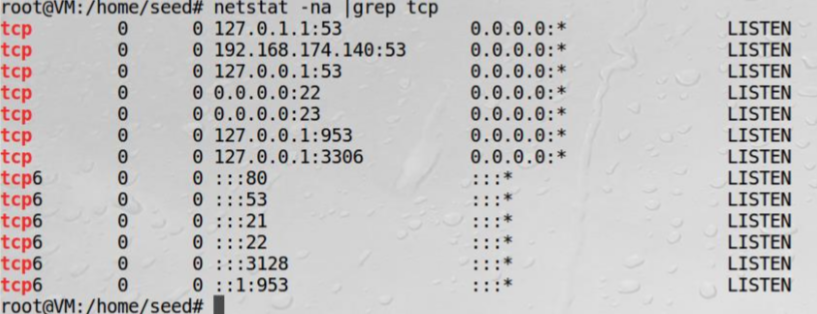 root@VM:/home/seed# netstat -na |grep tcp
tcp        0      0 127.0.1.1:53            0.0.0.0:*               LISTEN
tcp        0      0 192.168.174.140:53      0.0.0.0:*               LISTEN
tcp        0      0 127.0.0.1:53            0.0.0.0:*               LISTEN
tcp        0      0 0.0.0.0:22              0.0.0.0:*               LISTEN
tcp        0      0 0.0.0.0:23              0.0.0.0:*               LISTEN
tcp        0      0 127.0.0.1:953           0.0.0.0:*               LISTEN
tcp        0      0 127.0.0.1:3306          0.0.0.0:*               LISTEN
tcp6       0      0 :::80                   :::*                    LISTEN
tcp6       0      0 :::53                   :::*                    LISTEN
tcp6       0      0 :::21                   :::*                    LISTEN
tcp6       0      0 :::22                   :::*                    LISTEN
tcp6       0      0 :::3128                 :::*                    LISTEN
tcp6       0      0 ::1:953                 :::*                    LISTEN
root@VM:/home/seed#